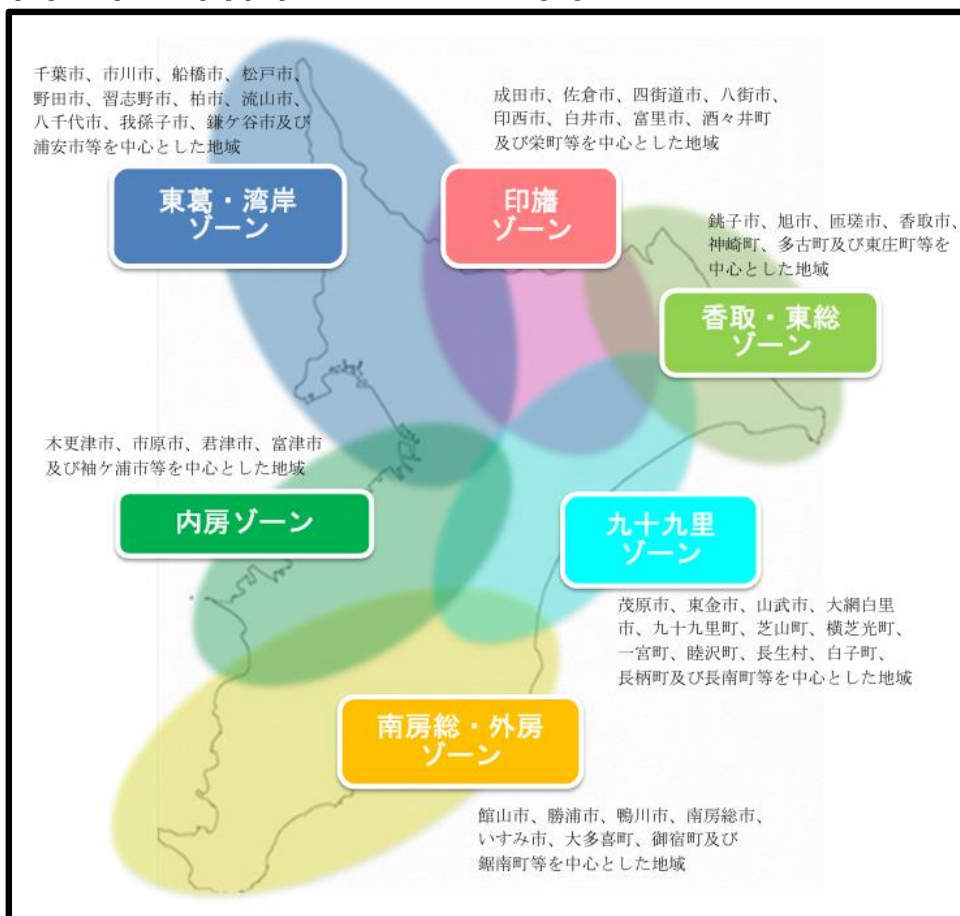 千葉市、市川市、船橋市、松戸市、
野田市、習志野市、柏市、流山市、
八千代市、我孫子市、鎌ケ谷市及び
浦安市等を中心とした地域
東葛・湾岸
ゾーン
成田市、佐倉市、四街道市、八街市、
印西市、白井市、富里市、酒々井町
及び栄町等を中心とした地域
印旛
ゾーン
銚子市、旭市、匝瑳市、香取市、
神崎町、多古町及び東庄町等を
中心とした地域
香取・東総
ゾーン
木更津市、市原市、君津市、富津市
及び袖ケ浦市等を中心とした地域
内房ゾーン
九十九里
ゾーン
茂原市、東金市、山武市、大網白里
市、九十九里町、芝山町、横芝光町、
一宮町、睦沢町、長生村、白子町、
長柄町及び長南町等を中心とした地域
南房総・外房
ゾーン
館山市、勝浦市、鴨川市、南房総市、
いすみ市、大多喜町、御宿町及び
鋸南町等を中心とした地域